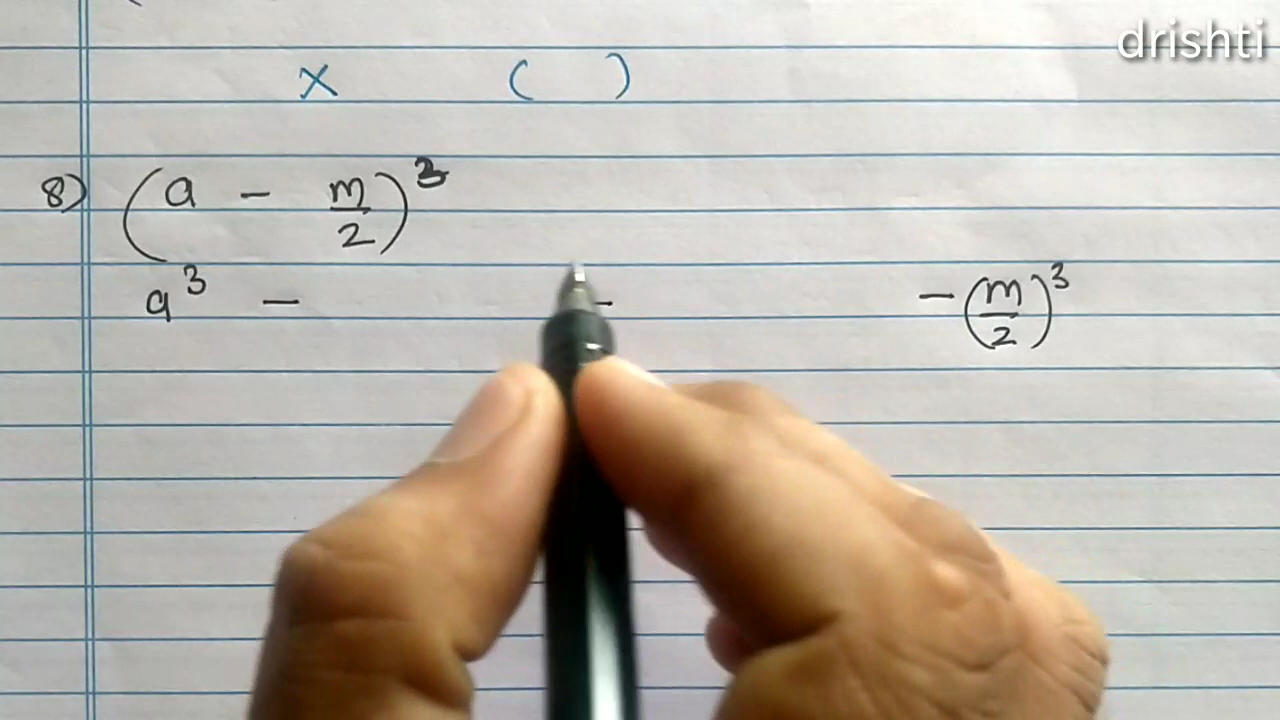 drishti
× ( )
8) (a - m/2)³
a³ - - - (m/2)³